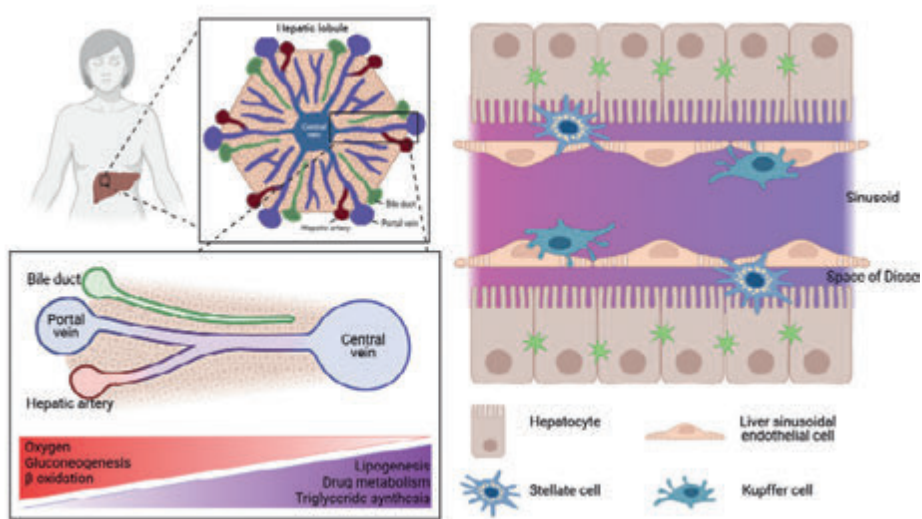 Hepatic lobule
Central
vein
Bile duct
Portal vein
Hepatic artery
Bile duct
Portal
vein
Central
vein
Hepatic artery
Oxygen
Gluconeogenesis
β oxidation
Lipogenesis
Drug metabolism
Triglyceride synthesis
Sinusoid
Space of Disse
Hepatocyte
Liver sinusoidal
endothelial cell
Stellate cell
Kupffer cell